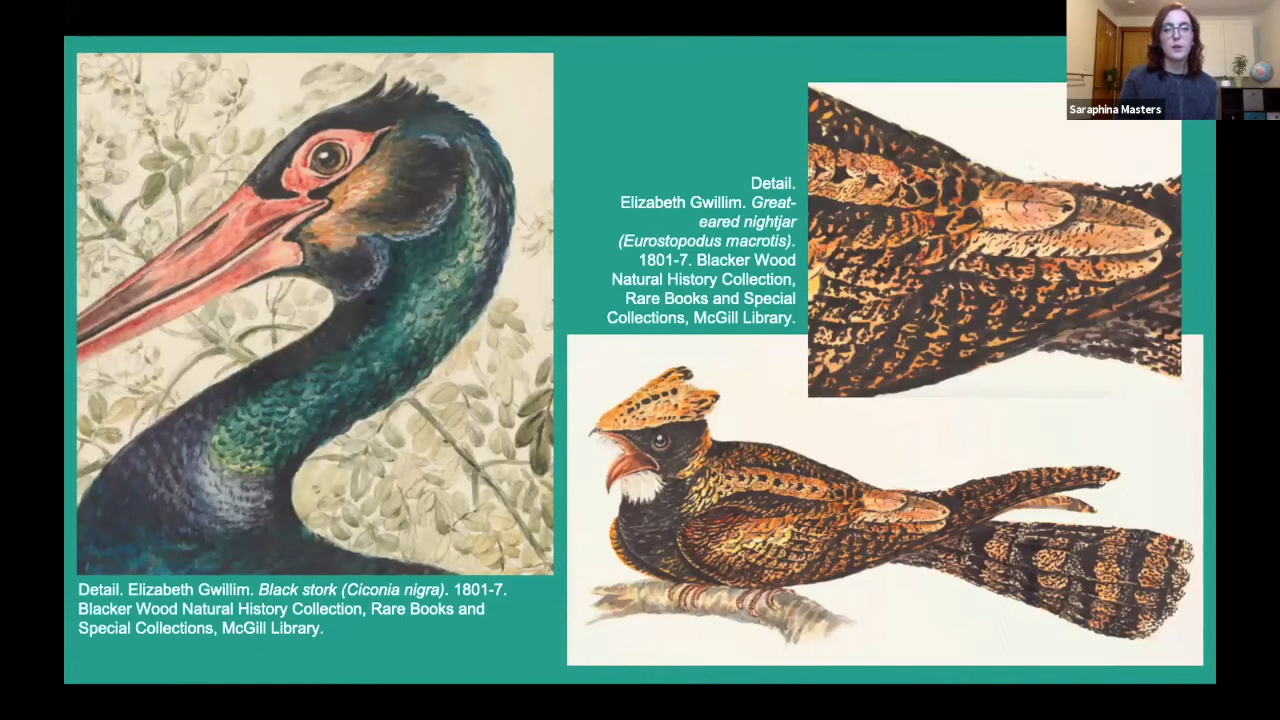 Saraphina Masters
Detail.
Elizabeth Gwillim. Great-
eared nightjar
(Eurostopodus macrotis).
1801-7. Blacker Wood
Natural History Collection,
Rare Books and Special
Collections, McGill Library.
Detail. Elizabeth Gwillim. Black stork (Ciconia nigra). 1801-7.
Blacker Wood Natural History Collection, Rare Books and
Special Collections, McGill Library.